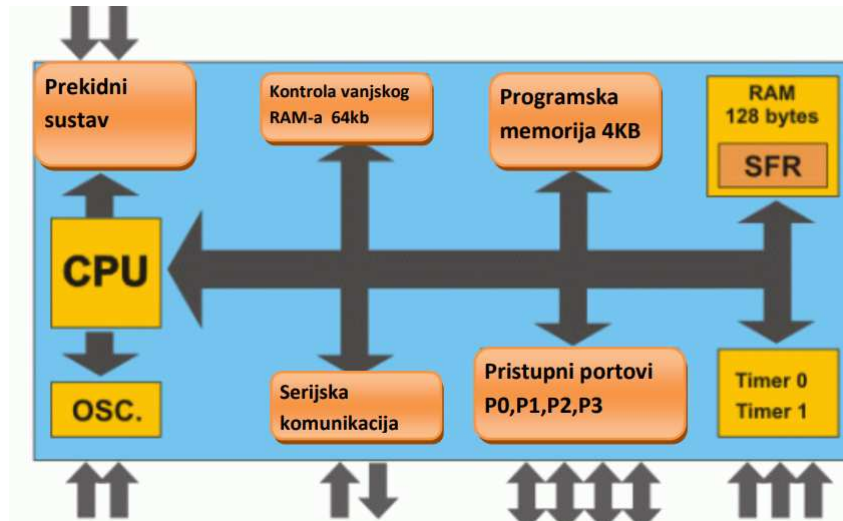 Prekidni
sustav
Kontrola vanjskog
RAM-a 64kb
Programska
memorija 4KB
RAM
128 bytes
SFR
CPU
OSC.
Serijska
komunikacija
Pristupni portovi
P0,P1,P2,P3
Timer 0
Timer 1